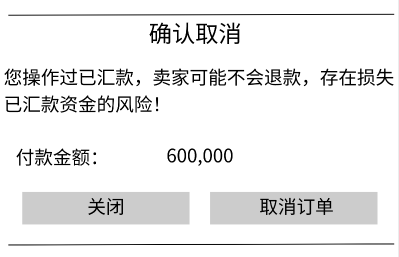 确认取消
您操作过已汇款，卖家可能不会退款，存在损失
已汇款资金的风险！
付款金额： 600,000
关闭 取消订单